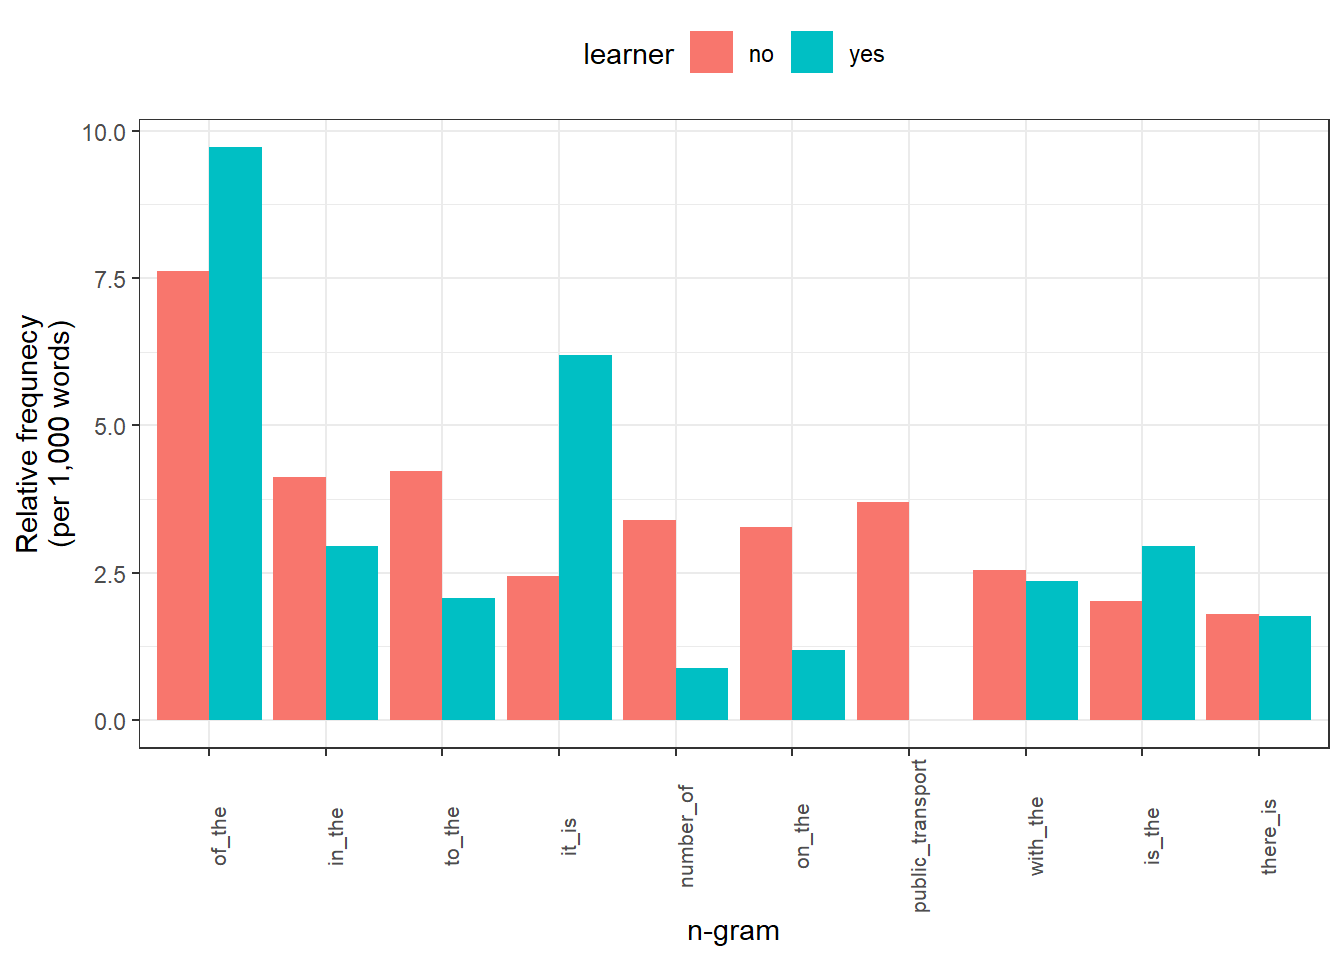 learner no yes
10.0
7.5
5.0
2.5
0.0
Relative frequnecy
(per 1,000 words)
of_the
in_the
to_the
it_is
number_of
on_the
public_transport
with_the
is_the
there_is
n-gram